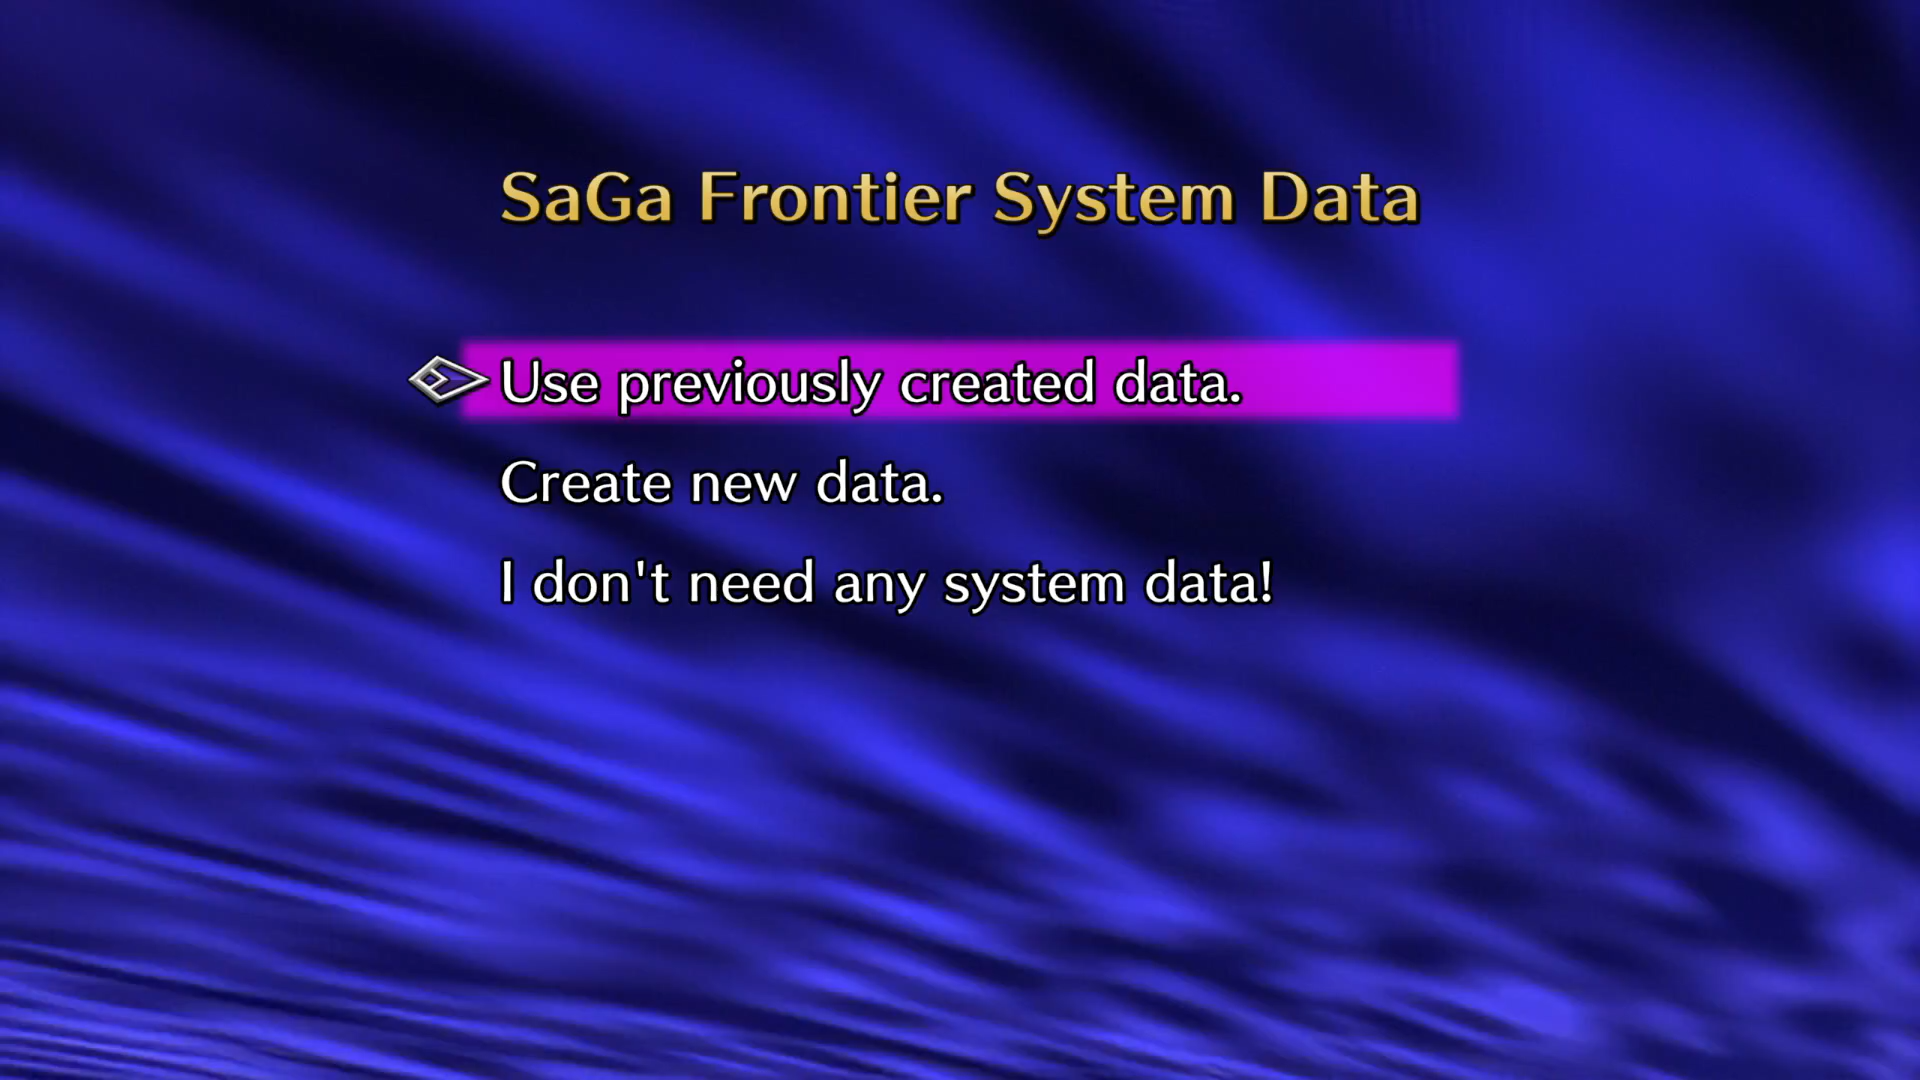 SaGa Frontier System Data
Use previously created data.
Create new data.
I don't need any system data!